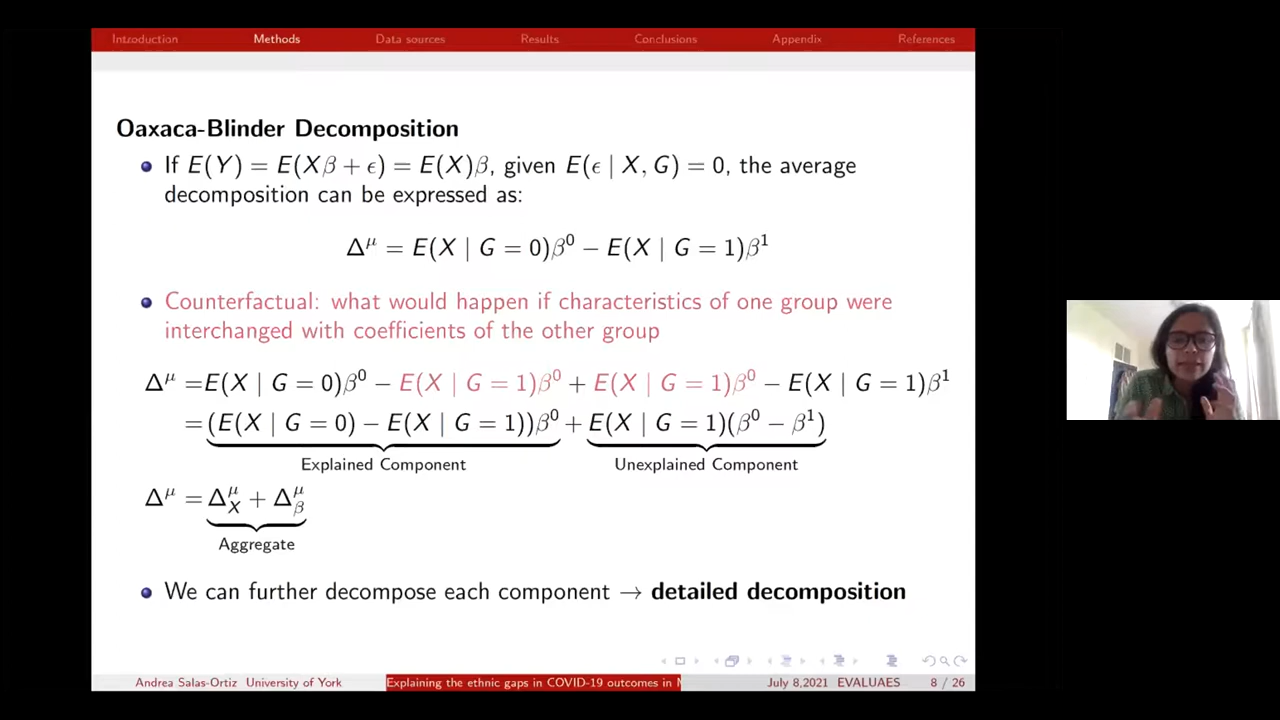 Introduction Methods Data sources Results Conclusions Appendix References
Oaxaca-Blinder Decomposition
If E(Y) = E(Xβ + ϵ) = E(X)β, given E(ϵ | X, G) = 0, the average
decomposition can be expressed as:
Δ^μ = E(X | G = 0)β^0 − E(X | G = 1)β^1
Counterfactual: what would happen if characteristics of one group were
interchanged with coefficients of the other group
Δ^μ =E(X | G = 0)β^0 − E(X | G = 1)β^0 + E(X | G = 1)β^0 − E(X | G = 1)β^1
=(E(X | G = 0) − E(X | G = 1))β^0 + E(X | G = 1)(β^0 − β^1)
Explained Component Unexplained Component
Δ^μ =Δ^μ_X + Δ^μ_β
Aggregate
We can further decompose each component → detailed decomposition
Andrea Salas-Ortiz University of York Explaining the ethnic gaps in COVID-19 outcomes in July 8,2021 EVALUAES 8 / 26